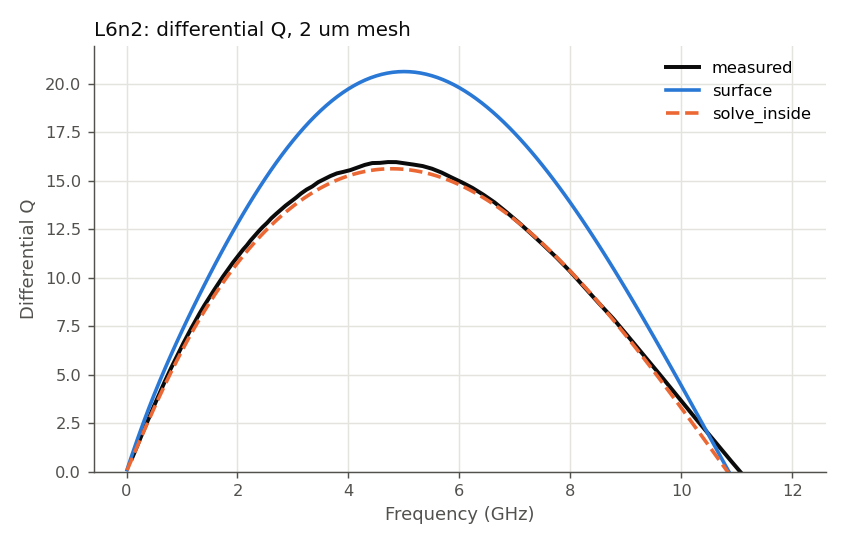 L6n2: differential Q, 2 um mesh
measured
surface
solve_inside
Differential Q
20.0
17.5
15.0
12.5
10.0
7.5
5.0
2.5
0.0
0 2 4 6 8 10 12
Frequency (GHz)